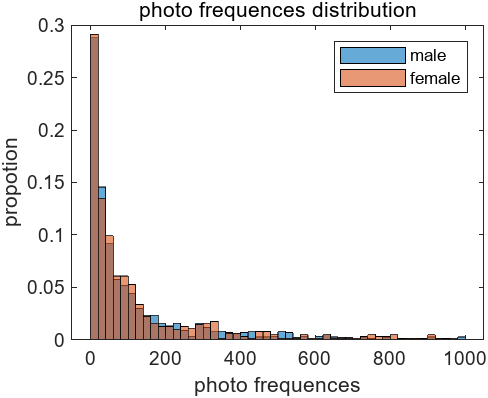 photo frequences distribution
0.3
0.25
0.2
0.15
0.1
0.05
0
propotion
male
female
0 200 400 600 800 1000
photo frequences